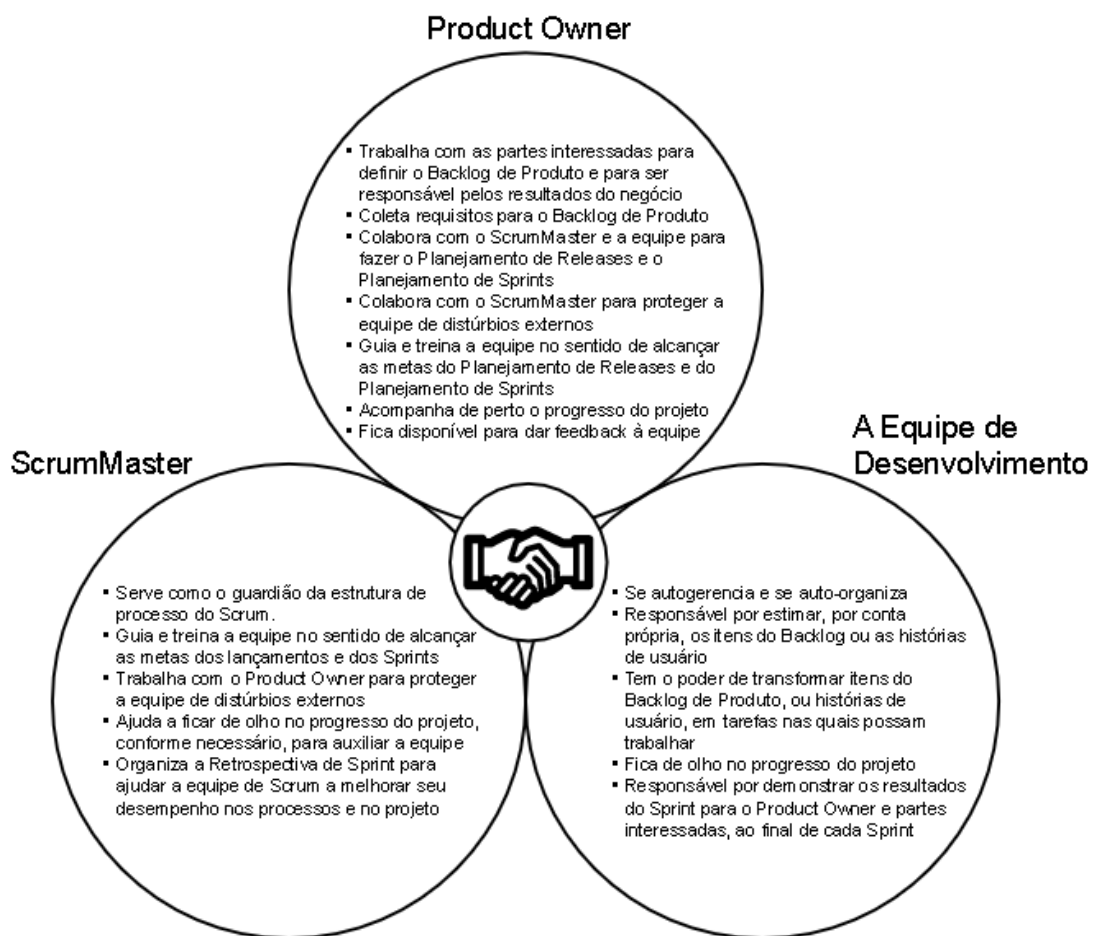 Product Owner
▪ Trabalha com as partes interessadas para
definir o Backlog de Produto e para ser
responsável pelos resultados do negócio
▪ Coleta requisitos para o Backlog de Produto
▪ Colabora com o ScrumMaster e a equipe para
fazer o Planejamento de Releases e o
Planejamento de Sprints
▪ Colabora com o ScrumMaster para proteger a
equipe de distúrbios externos
▪ Guia e treina a equipe no sentido de alcançar
as metas do Planejamento de Releases e do
Planejamento de Sprints
▪ Acompanha de perto o progresso do projeto
▪ Fica disponível para dar feedback à equipe
ScrumMaster
▪ Serve como o guardião da estrutura de
processo do Scrum.
▪ Guia e treina a equipe no sentido de alcançar
as metas dos lançamentos e dos Sprints
▪ Trabalha com o Product Owner para proteger
a equipe de distúrbios externos
▪ Ajuda a ficar de olho no progresso do projeto,
conforme necessário, para auxiliar a equipe
▪ Organiza a Retrospectiva de Sprint para
ajudar a equipe de Scrum a melhorar seu
desempenho nos processos e no projeto
A Equipe de
Desenvolvimento
▪ Se autogerencia e se auto-organiza
▪ Responsável por estimar, por conta
própria, os itens do Backlog ou as histórias
de usuário
▪ Tem o poder de transformar itens do
Backlog de Produto, ou histórias de
usuário, em tarefas nas quais possam
trabalhar
▪ Fica de olho no progresso do projeto
▪ Responsável por demonstrar os resultados
do Sprint para o Product Owner e partes
interessadas, ao final de cada Sprint